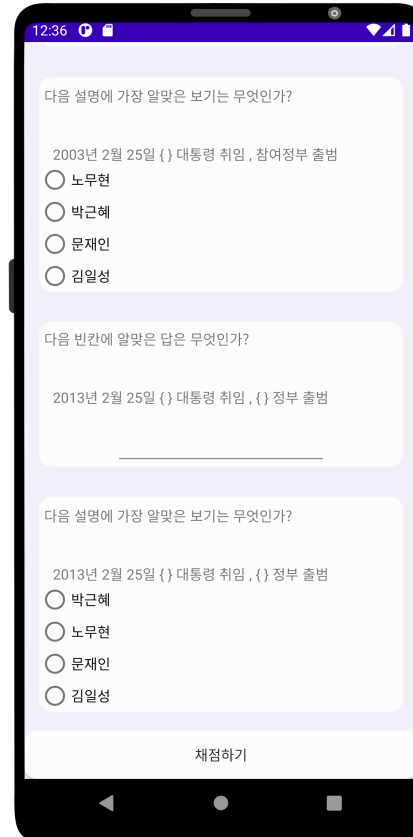 12:36
다음 설명에 가장 알맞은 보기는 무엇인가?
2003년 2월 25일 { } 대통령 취임 , 참여정부 출범
노무현
박근혜
문재인
김일성
다음 빈칸에 알맞은 답은 무엇인가?
2013년 2월 25일 { } 대통령 취임 , { } 정부 출범
다음 설명에 가장 알맞은 보기는 무엇인가?
2013년 2월 25일 { } 대통령 취임 , { } 정부 출범
박근혜
노무현
문재인
김일성
채점하기